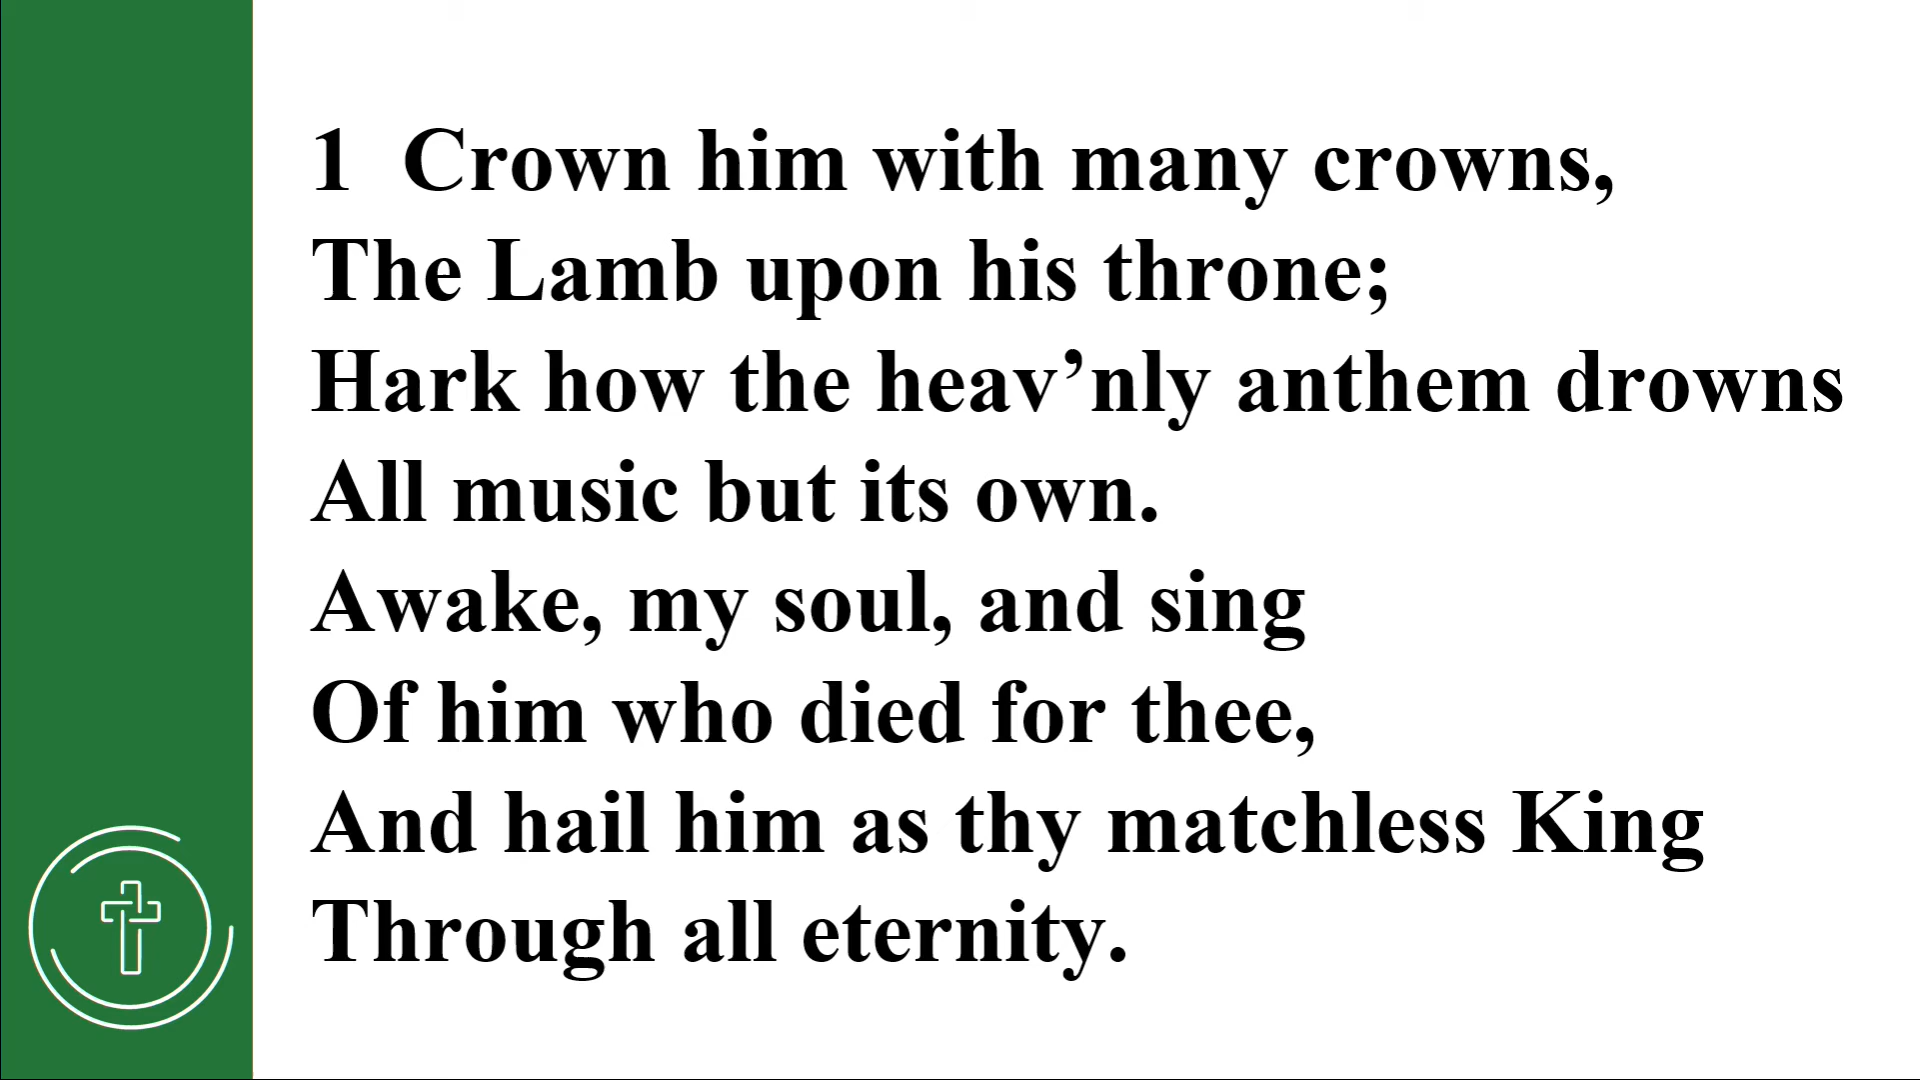 1  Crown him with many crowns,
The Lamb upon his throne;
Hark how the heav’nly anthem drowns
All music but its own.
Awake, my soul, and sing
Of him who died for thee,
And hail him as thy matchless King
Through all eternity.